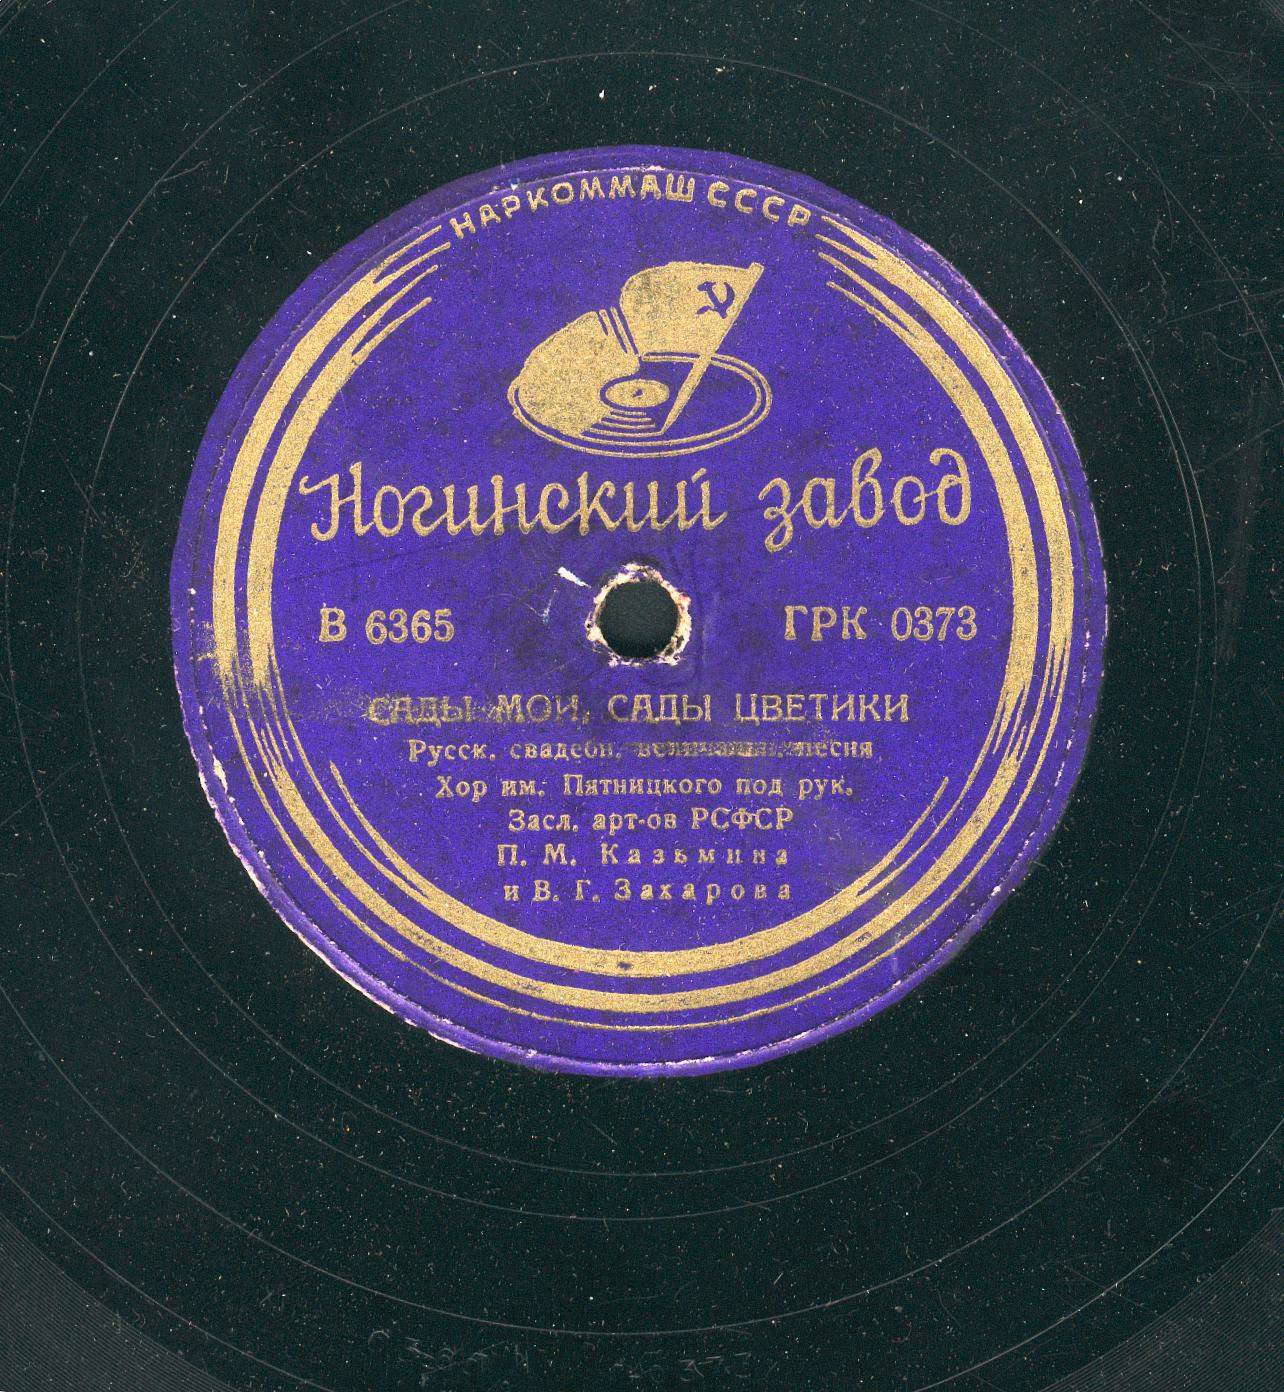 НАРКОММАШ СССР
Ногинский завод
В 6365
ГРК 0373
САДЫ МОИ, САДЫ ЦВЕТИКИ
Русск. свадебн. величальн. песня
Хор им. Пятницкого под рук.
Засл. арт-ов РСФСР
П. М. Казьмина
и В. Г. Захарова